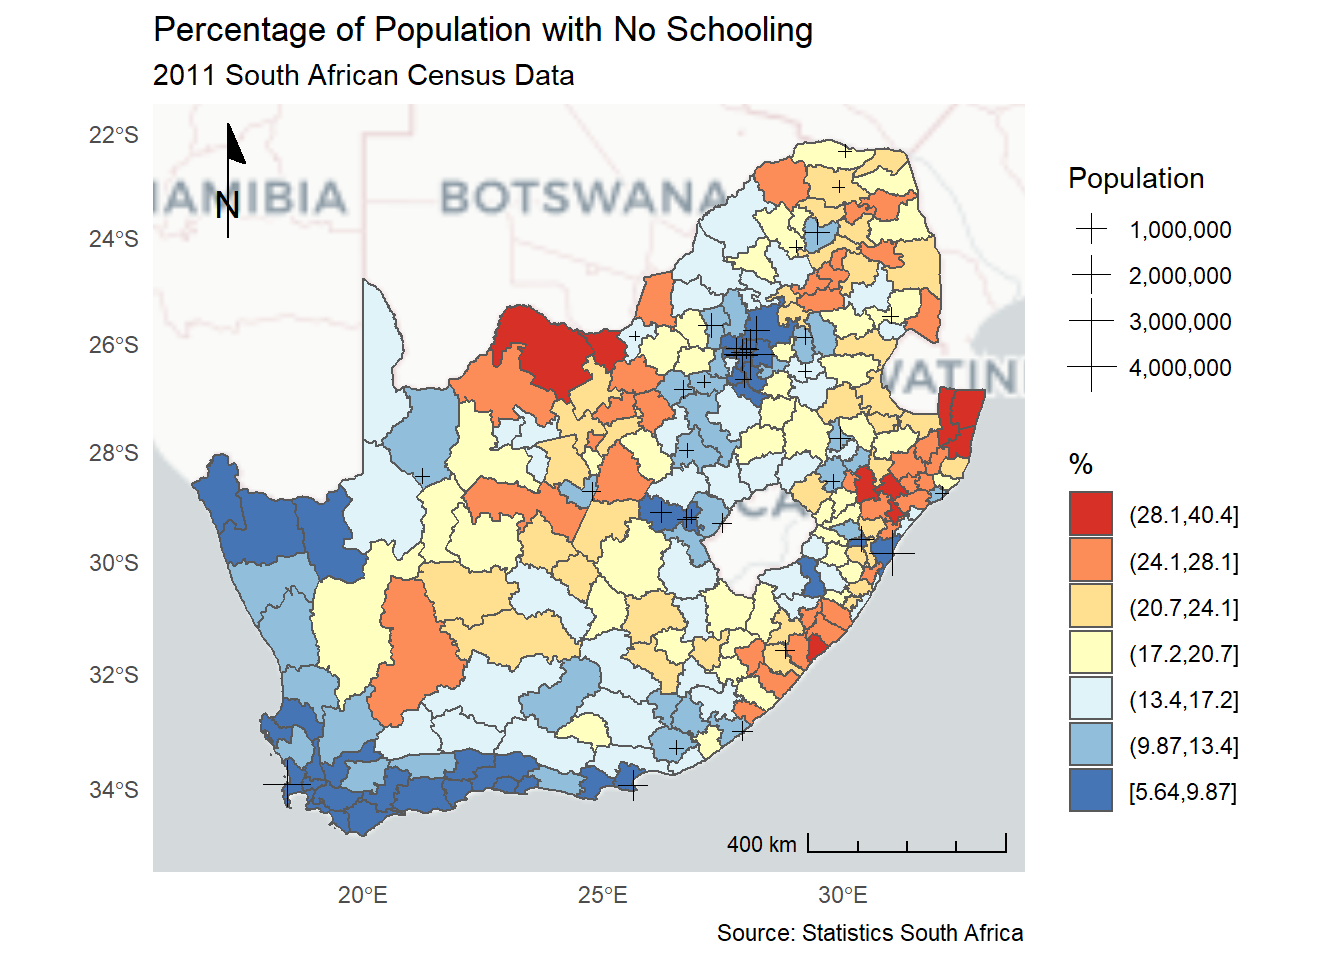 Percentage of Population with No Schooling
2011 South African Census Data
22°S
24°S
26°S
28°S
30°S
32°S
34°S
N
AMIBIA
BOTSWANA
WATIN
CA
400 km
20°E
25°E
30°E
Source: Statistics South Africa
Population
1,000,000
2,000,000
3,000,000
4,000,000
%
(28.1,40.4]
(24.1,28.1]
(20.7,24.1]
(17.2,20.7]
(13.4,17.2]
(9.87,13.4]
[5.64,9.87]